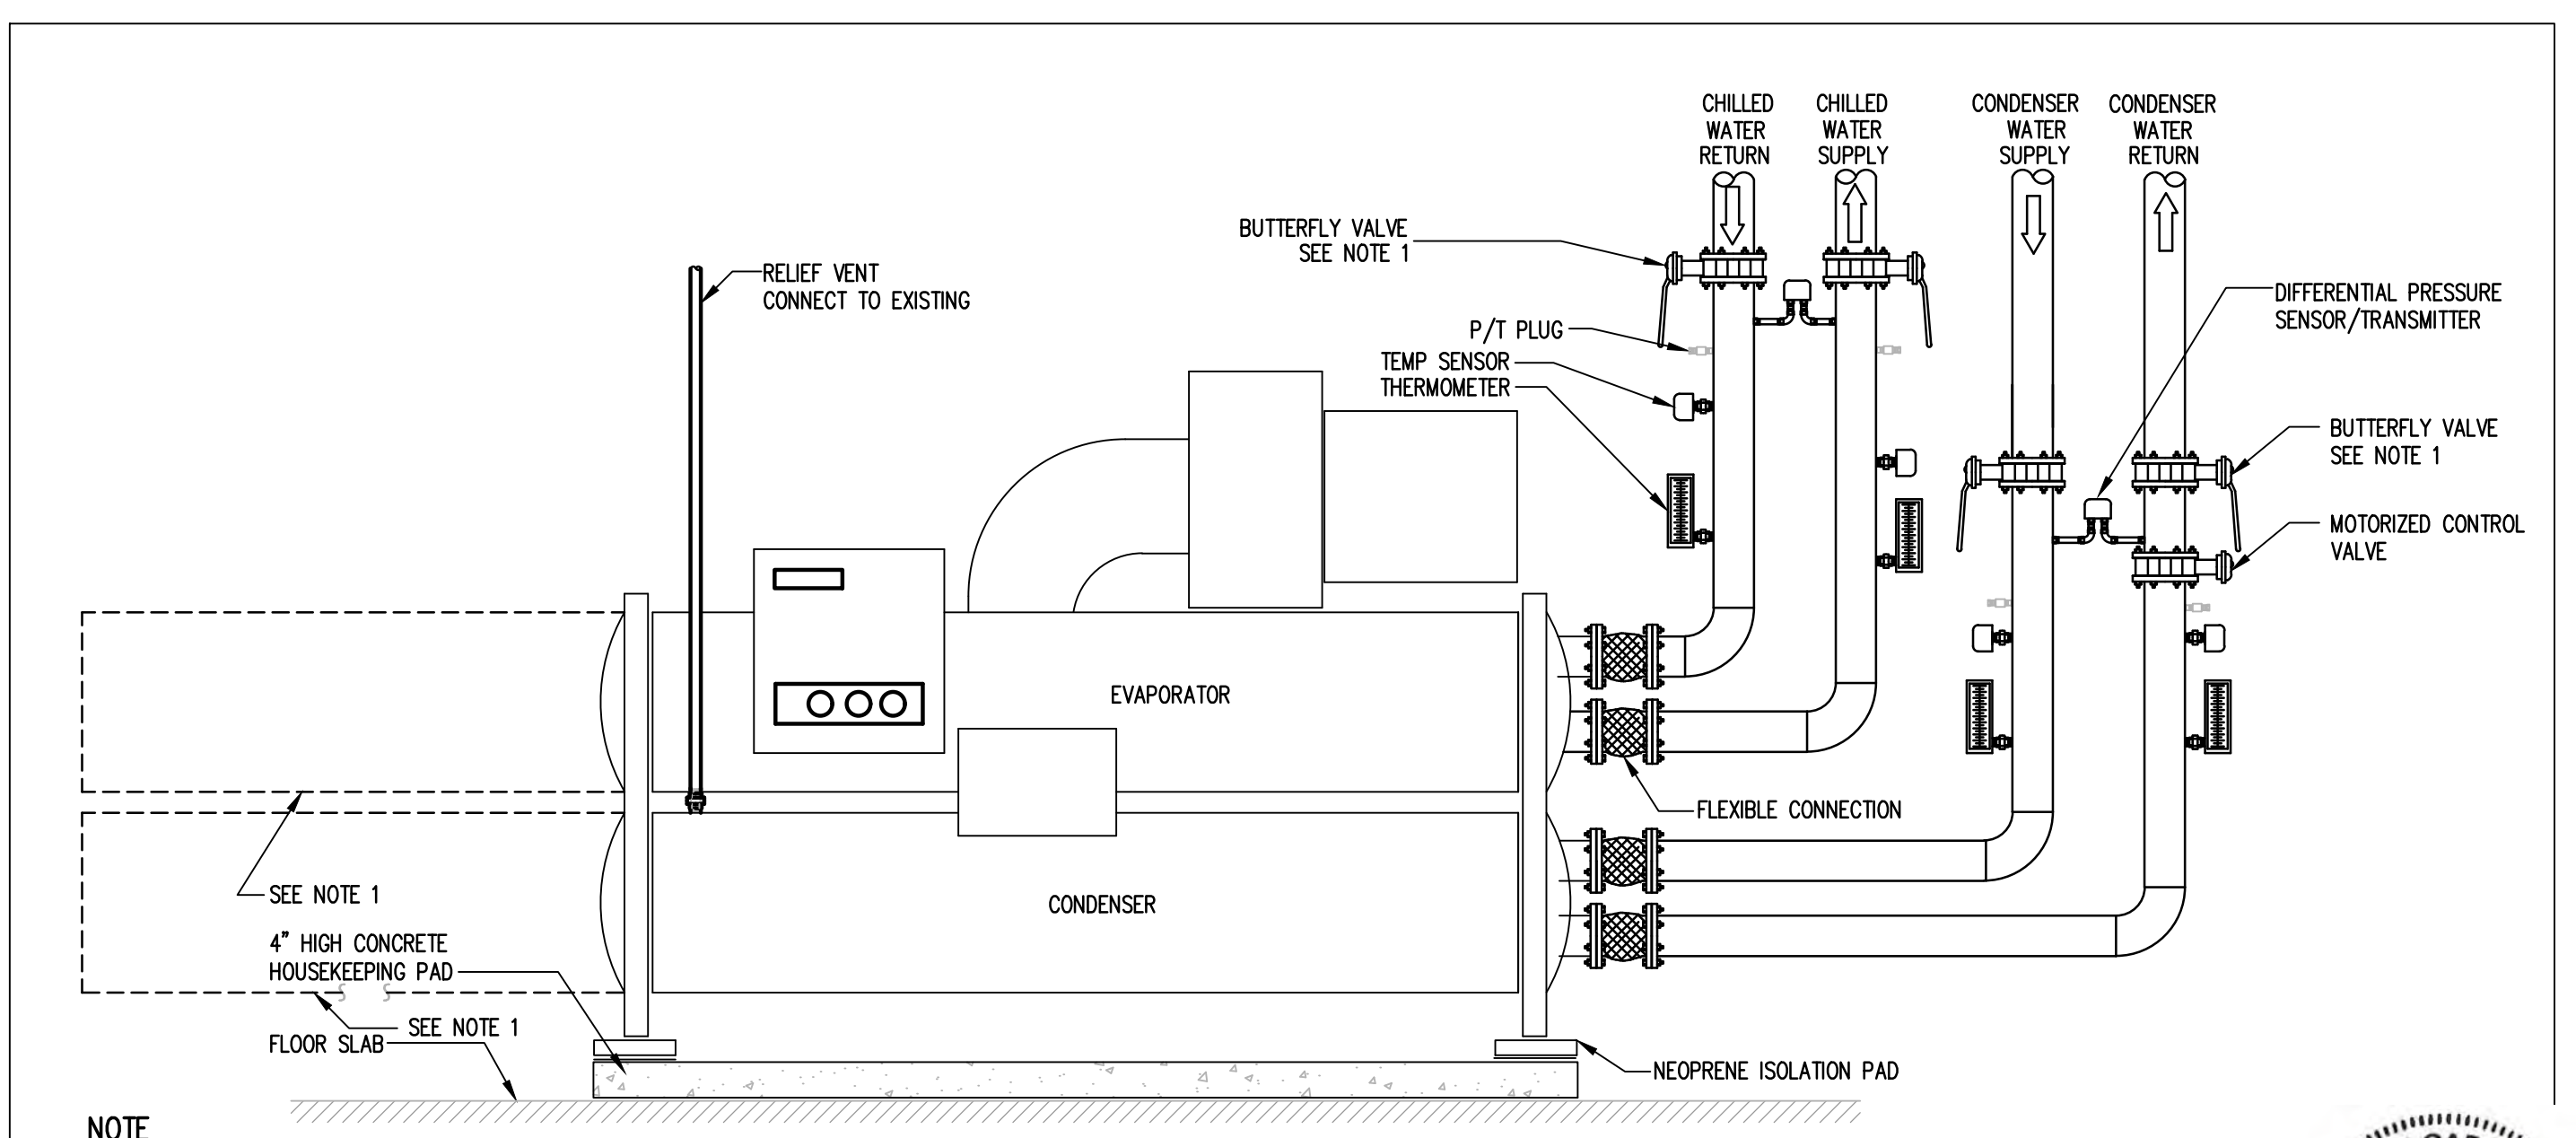 CHILLED
WATER
RETURN
CHILLED
WATER
SUPPLY
CONDENSER
WATER
SUPPLY
CONDENSER
WATER
RETURN
BUTTERFLY VALVE
SEE NOTE 1
RELIEF VENT
CONNECT TO EXISTING
DIFFERENTIAL PRESSURE
SENSOR/TRANSMITTER
P/T PLUG
TEMP SENSOR
THERMOMETER
BUTTERFLY VALVE
SEE NOTE 1
MOTORIZED CONTROL
VALVE
EVAPORATOR
FLEXIBLE CONNECTION
SEE NOTE 1
CONDENSER
4" HIGH CONCRETE
HOUSEKEEPING PAD
SEE NOTE 1
FLOOR SLAB
NEOPRENE ISOLATION PAD
NOTE